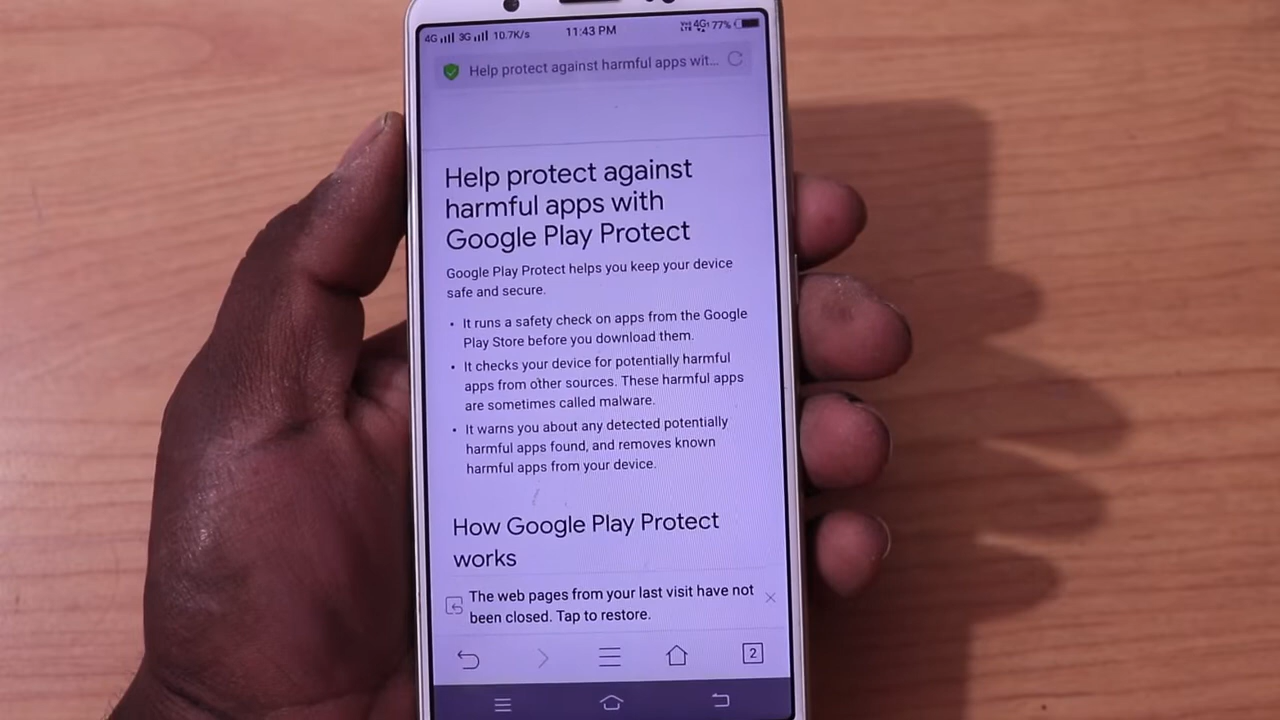 4G 3G 10.7K/s 11:43 PM 4G 77%
Help protect against harmful apps wit...
Help protect against
harmful apps with
Google Play Protect
Google Play Protect helps you keep your device
safe and secure.
• It runs a safety check on apps from the Google
Play Store before you download them.
• It checks your device for potentially harmful
apps from other sources. These harmful apps
are sometimes called malware.
• It warns you about any detected potentially
harmful apps found, and removes known
harmful apps from your device.
How Google Play Protect
works
The web pages from your last visit have not
been closed. Tap to restore.
2